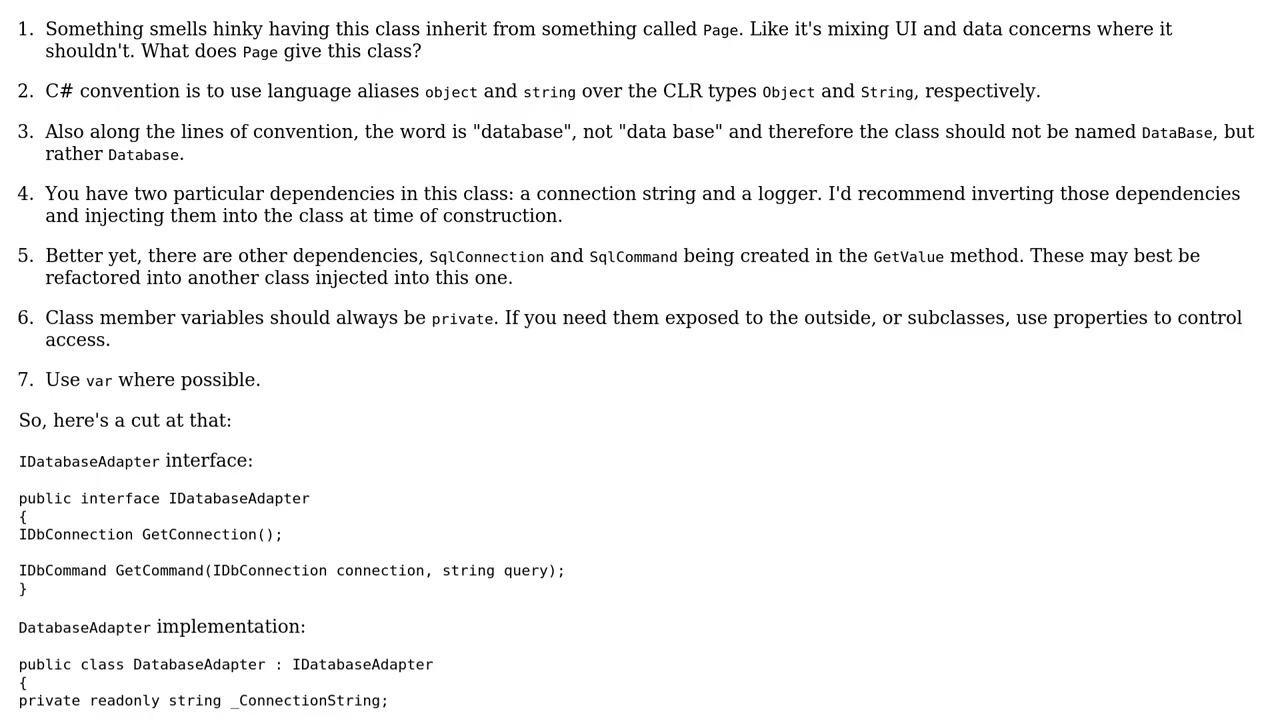 1. Something smells hinky having this class inherit from something called Page. Like it's mixing UI and data concerns where it
shouldn't. What does Page give this class?
2. C# convention is to use language aliases object and string over the CLR types Object and String, respectively.
3. Also along the lines of convention, the word is "database", not "data base" and therefore the class should not be named DataBase, but
rather Database.
4. You have two particular dependencies in this class: a connection string and a logger. I'd recommend inverting those dependencies
and injecting them into the class at time of construction.
5. Better yet, there are other dependencies, SqlConnection and SqlCommand being created in the GetValue method. These may best be
refactored into another class injected into this one.
6. Class member variables should always be private. If you need them exposed to the outside, or subclasses, use properties to control
access.
7. Use var where possible.
So, here's a cut at that:
IDatabaseAdapter interface:
public interface IDatabaseAdapter
{
IDbConnection GetConnection();
IDbCommand GetCommand(IDbConnection connection, string query);
}
DatabaseAdapter implementation:
public class DatabaseAdapter : IDatabaseAdapter
{
private readonly string _ConnectionString;